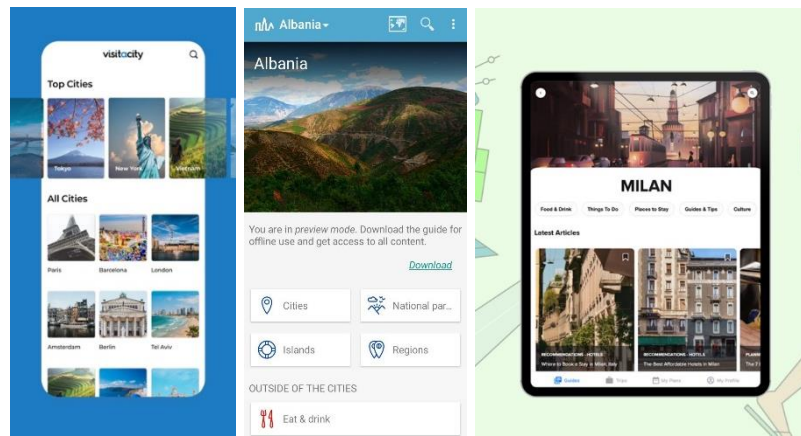 visitacity
Top Cities
Tokyo
New York
Vietnam
All Cities
Paris
Barcelona
London
Amsterdam
Berlin
Tel Aviv
Albania
Albania
You are in preview mode. Download the guide for
offline use and get access to all content.
Download
Cities
National par...
Islands
Regions
OUTSIDE OF THE CITIES
Eat & drink
MILAN
Food & Drink
Things To Do
Places to Stay
Guides & Tips
Culture
Latest Articles
RECOMMENDATIONS - HOTELS
Where to Book a Stay in Milan, Italy
RECOMMENDATIONS - HOTELS
The Best Affordable Hotels in Milan
Guides
Trips
My Plans
My Profile